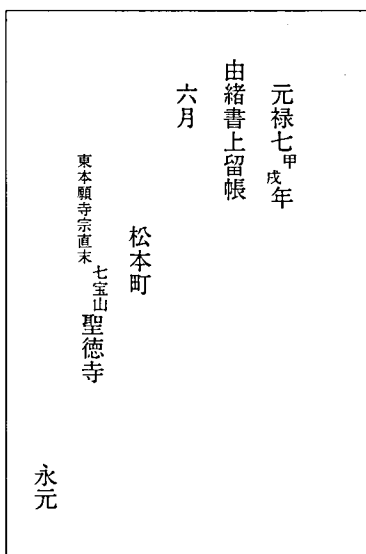 元禄七甲戌年
由緒書上留帳
六月
松本町
東本願寺宗直末
七宝山聖徳寺
永元